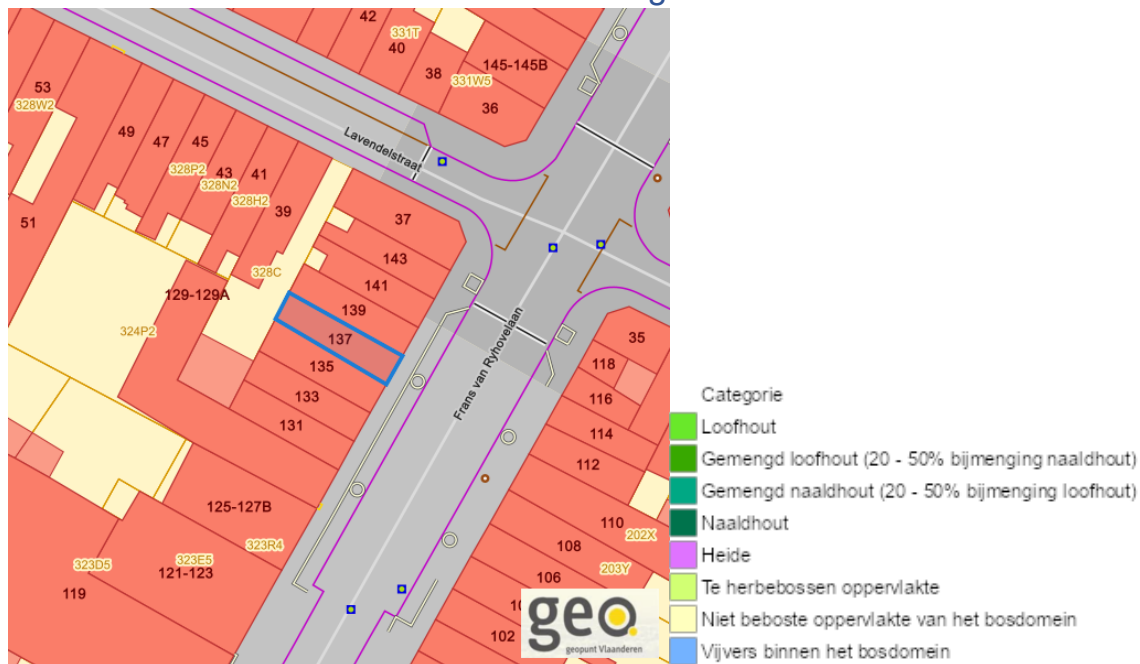 42
331T
40
38
331W5
145-145B
36
53
328W2
49
47
45
43
41
328P2
328N2
328H2
39
51
Lavendelstraat
37
143
141
328C
129-129A
139
137
324P2
135
133
131
Frans van Ryhovelaan
35
118
116
114
112
125-127B
110
202X
323R4
108
323D5
323E5
121-123
203Y
119
106
102
geo.
geopunt Vlaanderen
Categorie
Loofhout
Gemengd loofhout (20 - 50% bijmenging naaldhout)
Gemengd naaldhout (20 - 50% bijmenging loofhout)
Naaldhout
Heide
Te herbebossen oppervlakte
Niet beboste oppervlakte van het bosdomein
Vijvers binnen het bosdomein